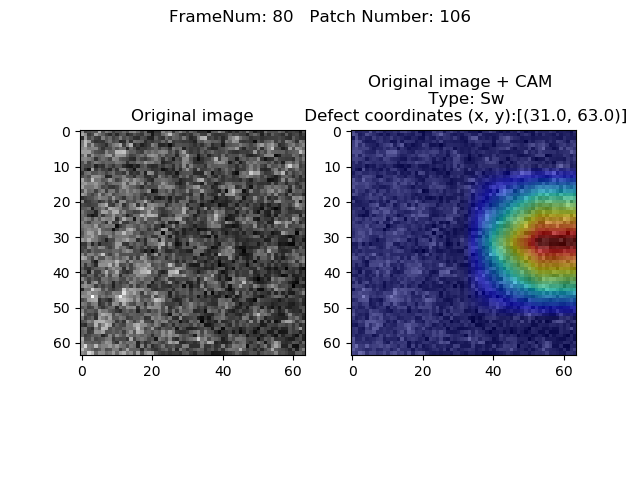 FrameNum: 80   Patch Number: 106
Original image
0
10
20
30
40
50
60
0 20 40 60
Original image + CAM
Type: Sw
Defect coordinates (x, y):[(31.0, 63.0)]
0
10
20
30
40
50
60
0 20 40 60